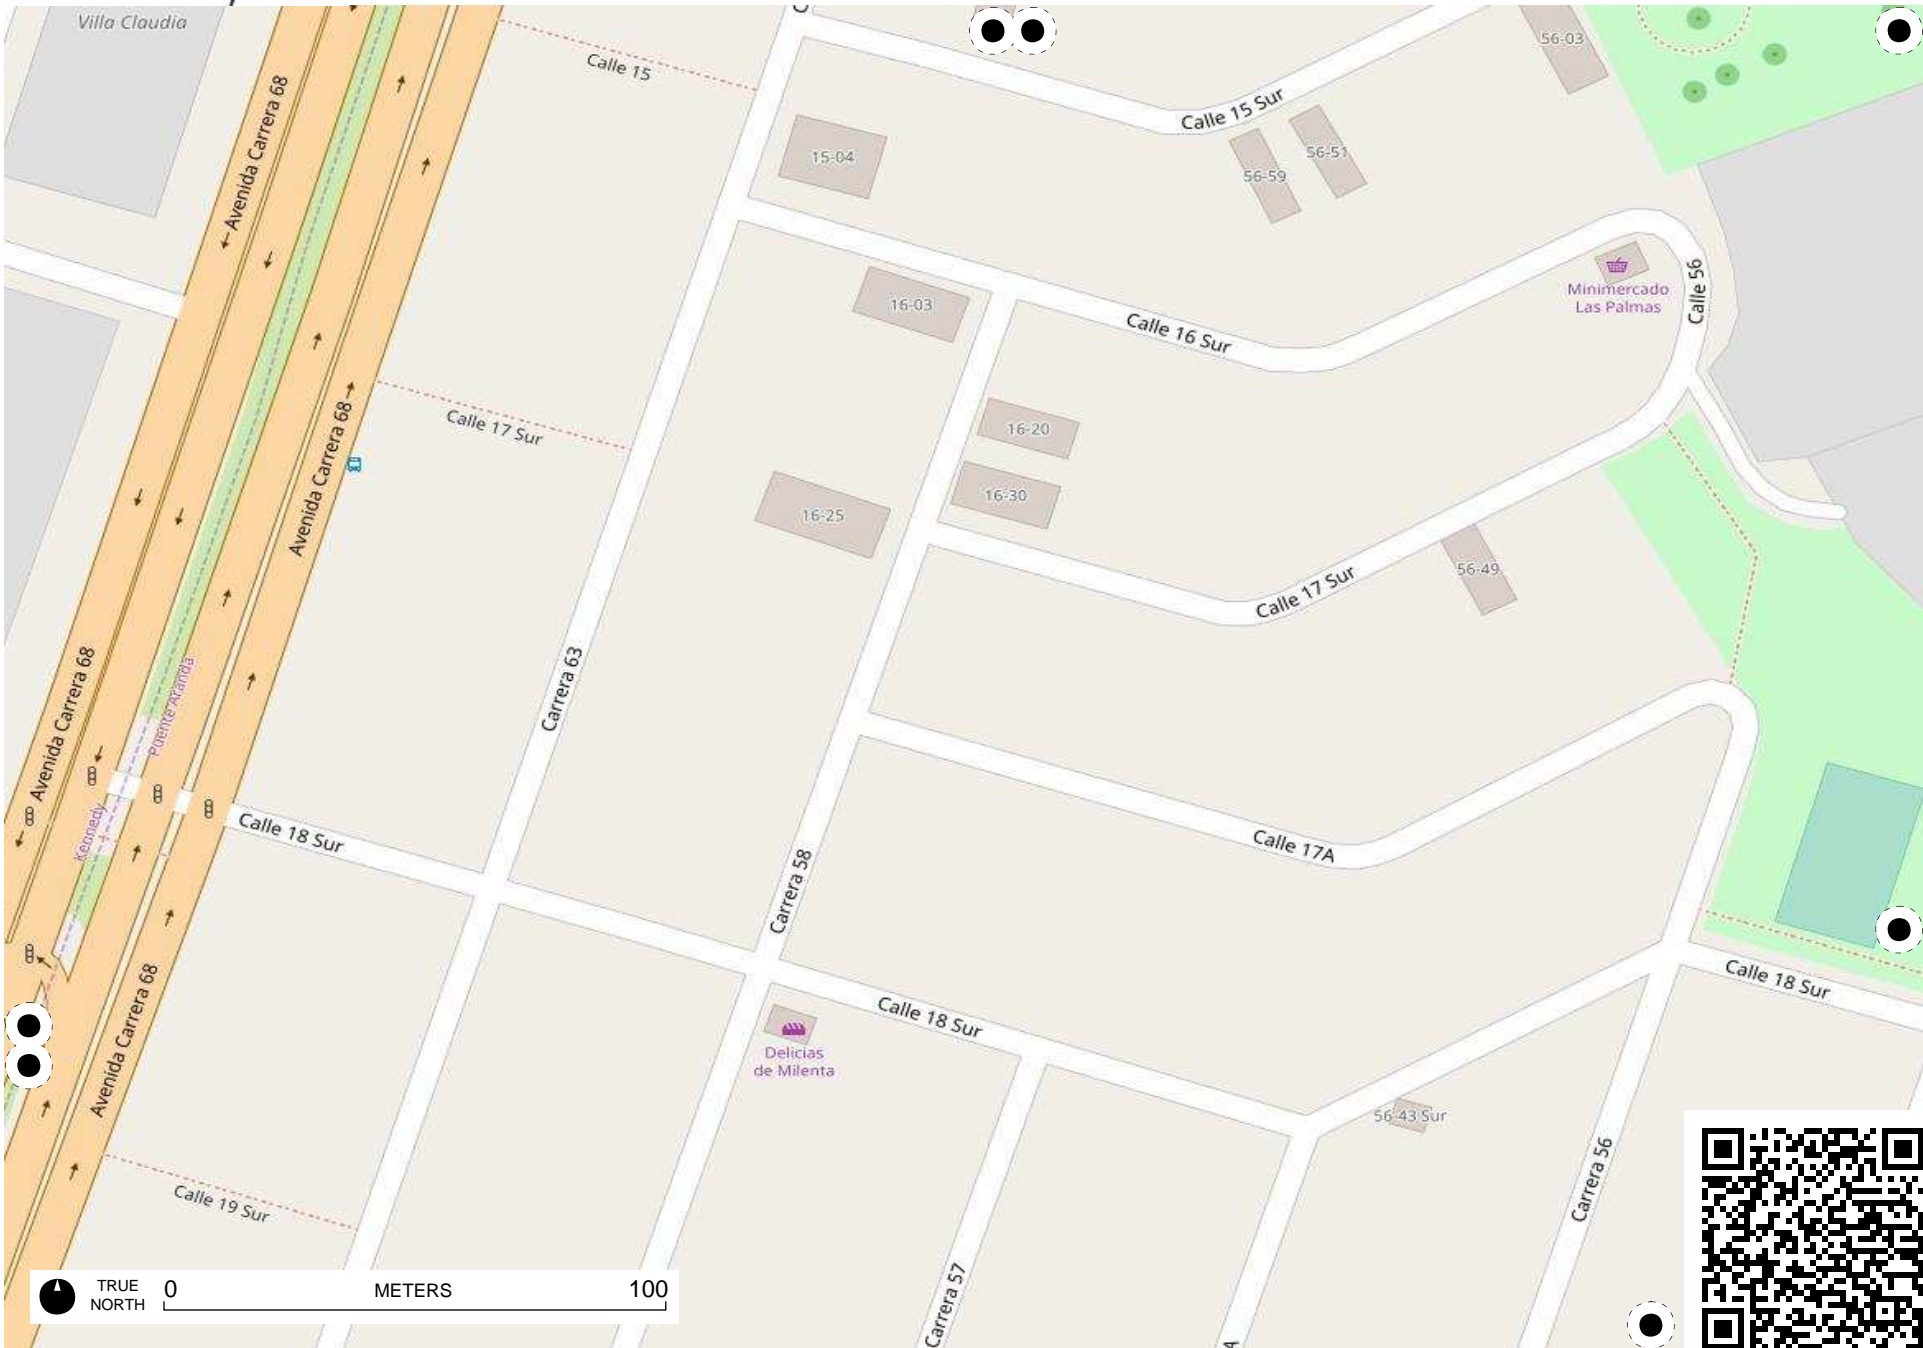 Villa Claudia
Calle 15
56-03
Avenida Carrera 68
Calle 15 Sur
15-04
56-51
56-59
Calle 56
Minimercado
Las Palmas
16-03
Calle 16 Sur
Calle 17 Sur
16-20
Avenida Carrera 68
16-30
16-25
56-49
Calle 17 Sur
Carrera 63
Avenida Carrera 68
Puente Aranda
Kennedy
Calle 18 Sur
Calle 17A
Carrera 58
Calle 18 Sur
Calle 18 Sur
Avenida Carrera 68
Delicias
de Milenta
56-43 Sur
Carrera 56
Calle 19 Sur
Carrera 57
TRUE
NORTH
0 METERS 100